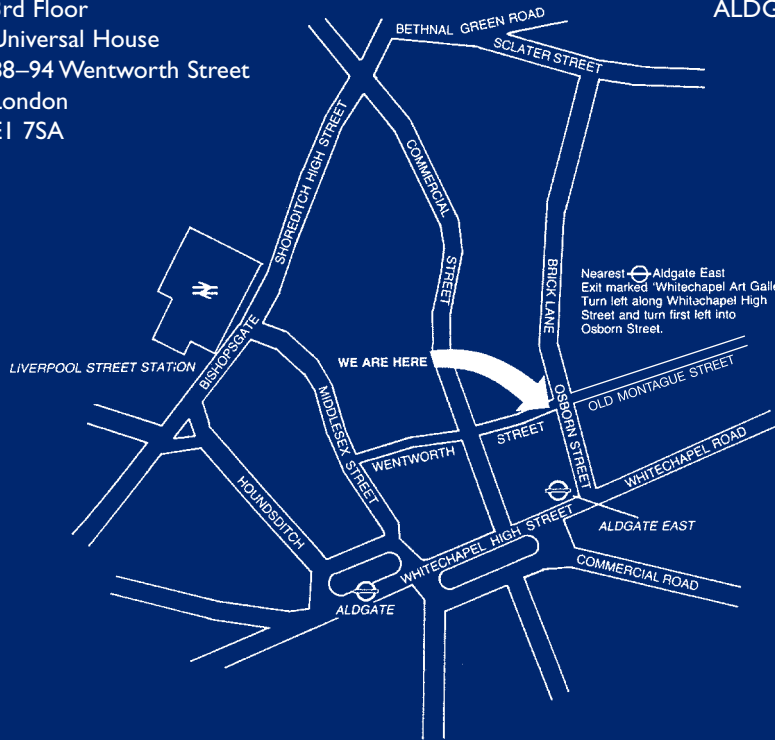 3rd Floor
Universal House
88–94 Wentworth Street
London
E1 7SA
ALDG
BETHNAL GREEN ROAD
SCLATER STREET
SHOREDITCH HIGH STREET
COMMERCIAL
STREET
BRICK LANE
Nearest Aldgate East
Exit marked 'Whitechapel Art Galle
Turn left along Whitechapel High
Street and turn first left into
Osborn Street.
LIVERPOOL STREET STATION
BISHOPSGATE
WE ARE HERE
MIDDLESEX STREET
OSBORN STREET
OLD MONTAGUE STREET
WENTWORTH
STREET
WHITECHAPEL ROAD
HOUNDSDITCH
WHITECHAPEL HIGH STREET
ALDGATE EAST
COMMERCIAL ROAD
ALDGATE